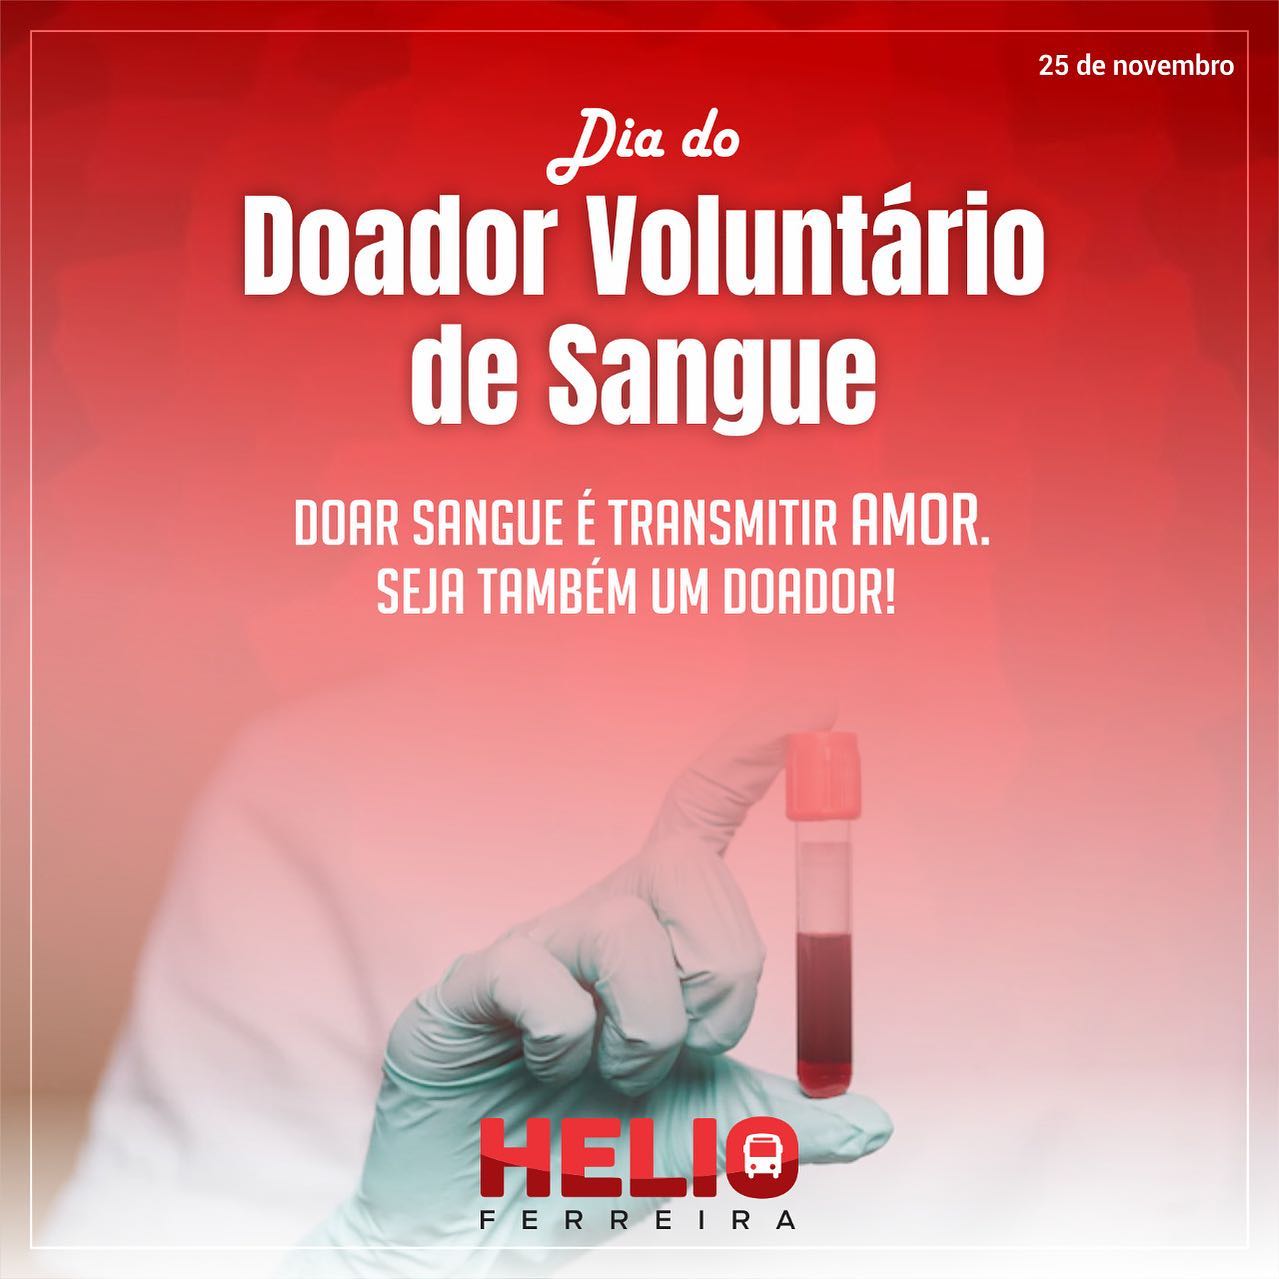 25 de novembro
Dia do
Doador Voluntário
de Sangue
DOAR SANGUE É TRANSMITIR AMOR.
SEJA TAMBÉM UM DOADOR!
HELIO
FERREIRA